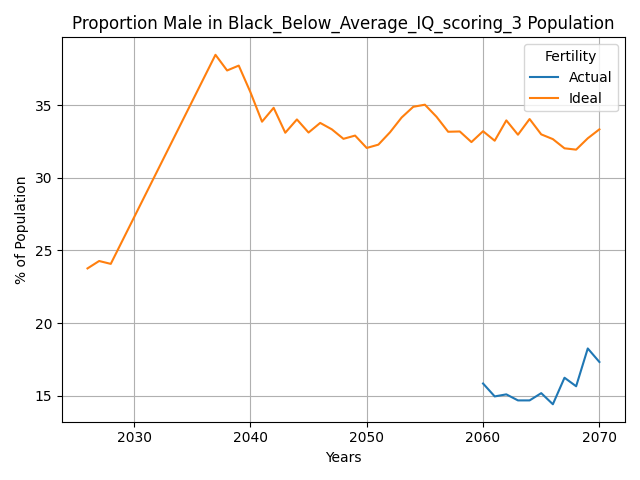 Proportion Male in Black_Below_Average_IQ_scoring_3 Population
Fertility
Actual
Ideal
% of Population
35
30
25
20
15
2030
2040
2050
2060
2070
Years